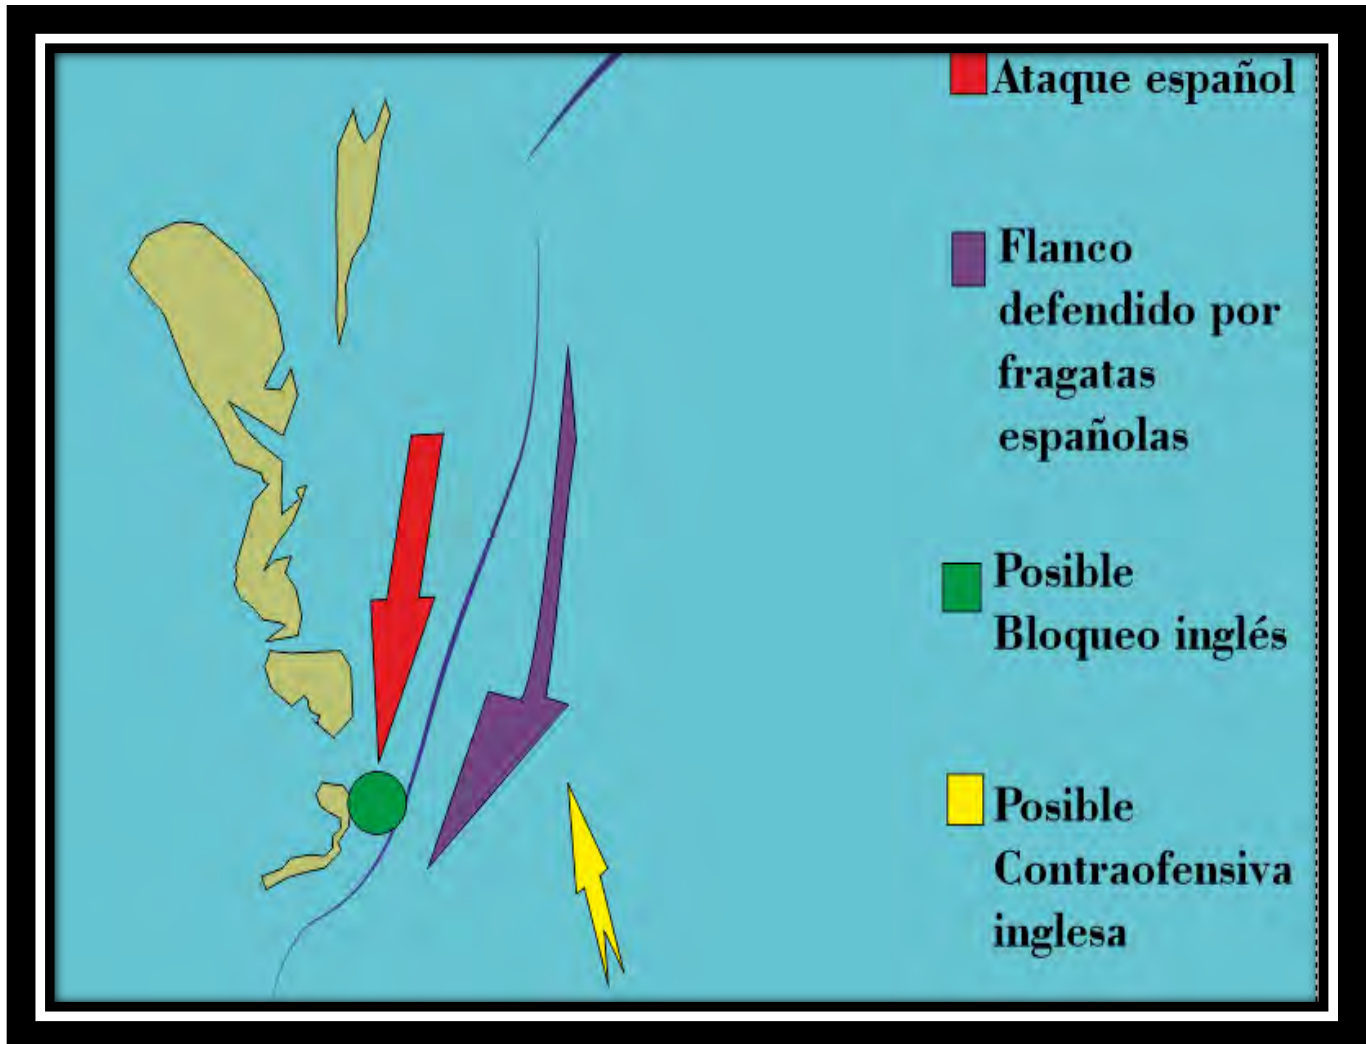 Ataque español
Flanco
defendido por
fragatas
españolas
Posible
Bloqueo inglés
Posible
Contraofensiva
inglesa